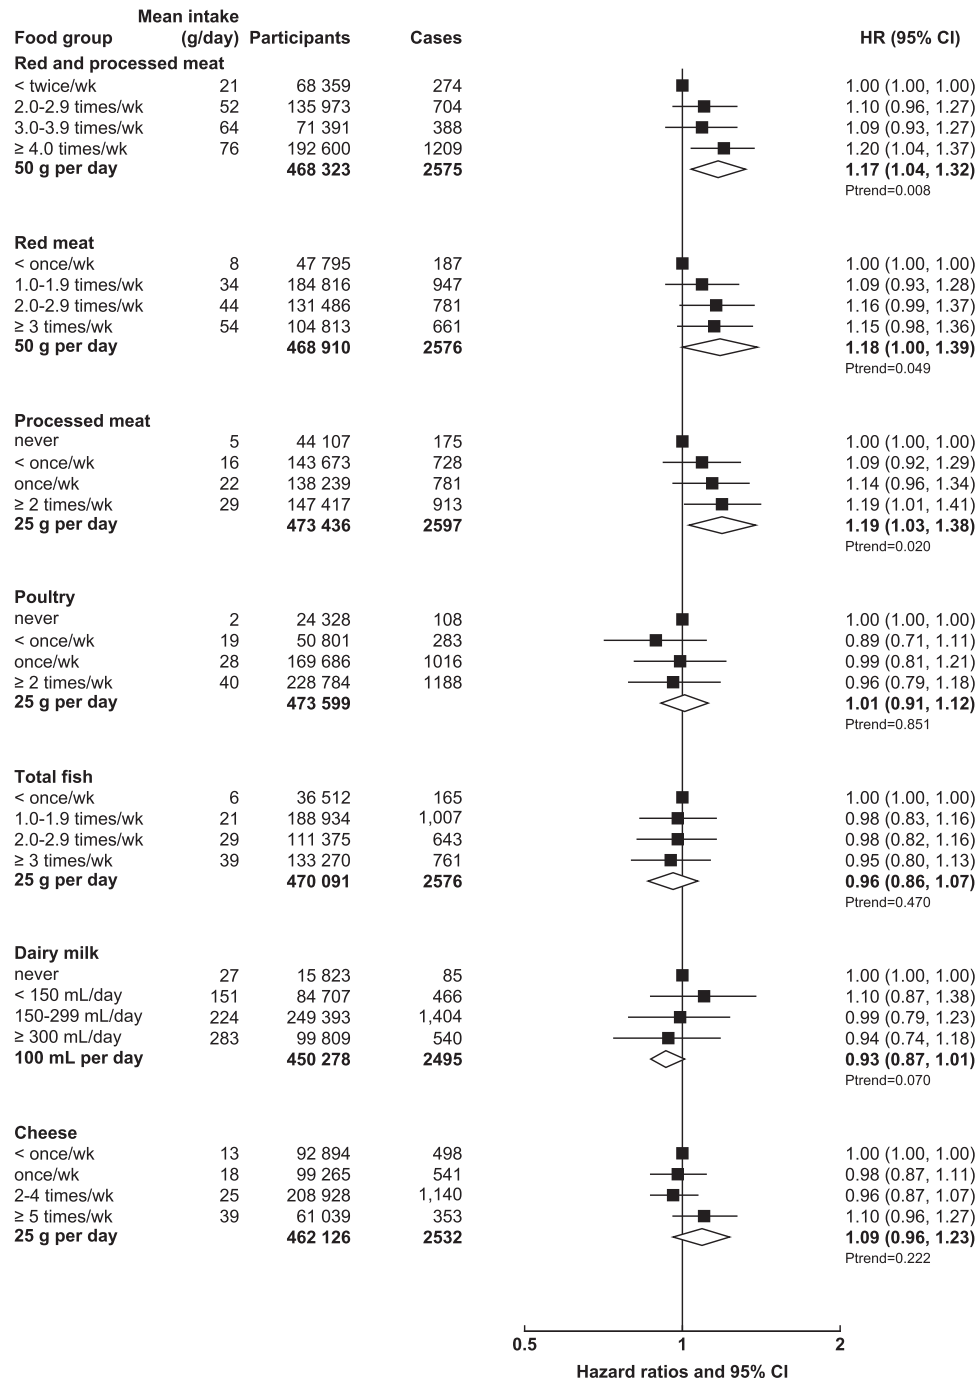 Mean intake
Food group (g/day) Participants Cases HR (95% CI)
Red and processed meat
< twice/wk 21 68 359 274 1.00 (1.00, 1.00)
2.0-2.9 times/wk 52 135 973 704 1.10 (0.96, 1.27)
3.0-3.9 times/wk 64 71 391 388 1.09 (0.93, 1.27)
≥ 4.0 times/wk 76 192 600 1209 1.20 (1.04, 1.37)
50 g per day 468 323 2575 1.17 (1.04, 1.32)
Ptrend=0.008
Red meat
< once/wk 8 47 795 187 1.00 (1.00, 1.00)
1.0-1.9 times/wk 34 184 816 947 1.09 (0.93, 1.28)
2.0-2.9 times/wk 44 131 486 781 1.16 (0.99, 1.37)
≥ 3 times/wk 54 104 813 661 1.15 (0.98, 1.36)
50 g per day 468 910 2576 1.18 (1.00, 1.39)
Ptrend=0.049
Processed meat
never 5 44 107 175 1.00 (1.00, 1.00)
< once/wk 16 143 673 728 1.09 (0.92, 1.29)
once/wk 22 138 239 781 1.14 (0.96, 1.34)
≥ 2 times/wk 29 147 417 913 1.19 (1.01, 1.41)
25 g per day 473 436 2597 1.19 (1.03, 1.38)
Ptrend=0.020
Poultry
never 2 24 328 108 1.00 (1.00, 1.00)
< once/wk 19 50 801 283 0.89 (0.71, 1.11)
once/wk 28 169 686 1016 0.99 (0.81, 1.21)
≥ 2 times/wk 40 228 784 1188 0.96 (0.79, 1.18)
25 g per day 473 599 1.01 (0.91, 1.12)
Ptrend=0.851
Total fish
< once/wk 6 36 512 165 1.00 (1.00, 1.00)
1.0-1.9 times/wk 21 188 934 1,007 0.98 (0.83, 1.16)
2.0-2.9 times/wk 29 111 375 643 0.98 (0.82, 1.16)
≥ 3 times/wk 39 133 270 761 0.95 (0.80, 1.13)
25 g per day 470 091 2576 0.96 (0.86, 1.07)
Ptrend=0.470
Dairy milk
never 27 15 823 85 1.00 (1.00, 1.00)
< 150 mL/day 151 84 707 466 1.10 (0.87, 1.38)
150-299 mL/day 224 249 393 1,404 0.99 (0.79, 1.23)
≥ 300 mL/day 283 99 809 540 0.94 (0.74, 1.18)
100 mL per day 450 278 2495 0.93 (0.87, 1.01)
Ptrend=0.070
Cheese
< once/wk 13 92 894 498 1.00 (1.00, 1.00)
once/wk 18 99 265 541 0.98 (0.87, 1.11)
2-4 times/wk 25 208 928 1,140 0.96 (0.87, 1.07)
≥ 5 times/wk 39 61 039 353 1.10 (0.96, 1.27)
25 g per day 462 126 2532 1.09 (0.96, 1.23)
Ptrend=0.222
0.5 1 2
Hazard ratios and 95% CI